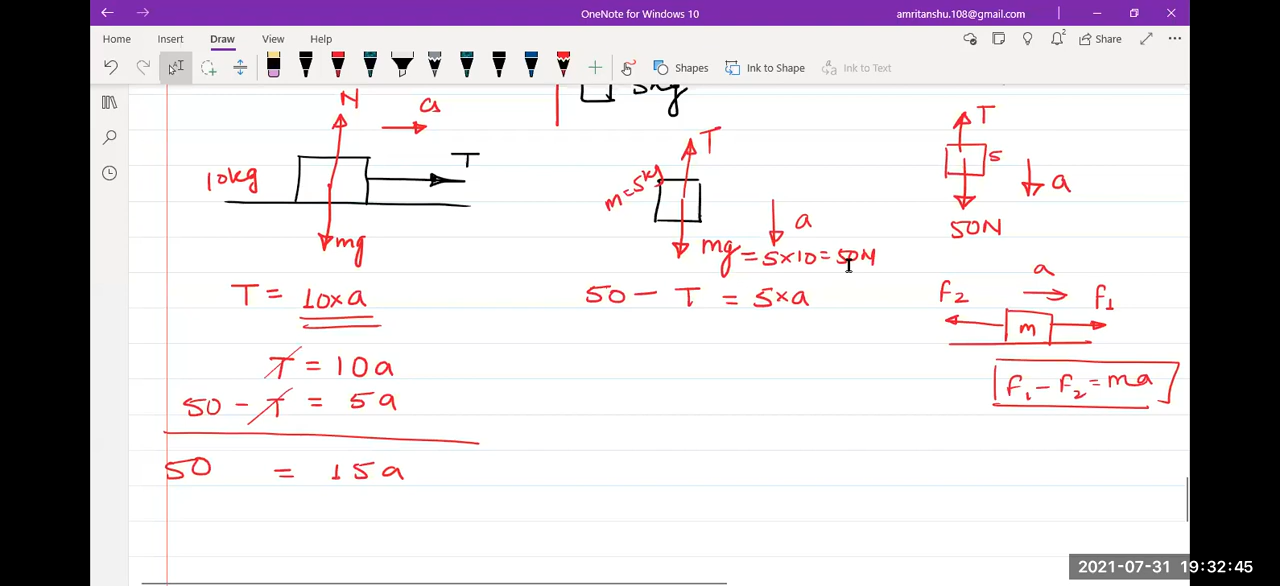 OneNote for Windows 10
amritanshu.108@gmail.com
Home Insert Draw View Help
Share
Shapes
Ink to Shape
Ink to Text
5kg
N
a
T
10kg
mg
T = 10×a
T = 10a
50 - T = 5a
50 = 15a
T
m=5kg
a
mg = 5×10 = 50N
50 - T = 5×a
T
5
a
50N
a
F2 F1
m
F1 - F2 = ma
2021-07-31 19:32:45